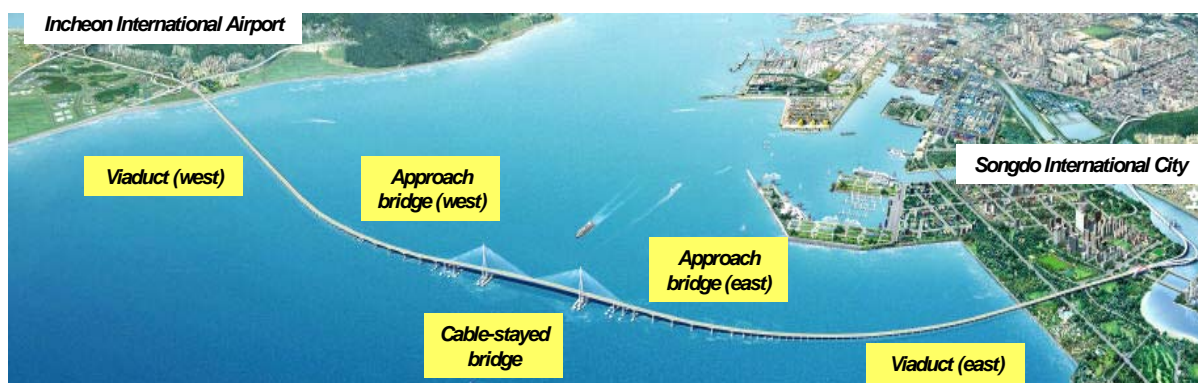 Incheon International Airport
Viaduct (west)
Approach
bridge (west)
Songdo International City
Approach
bridge (east)
Cable-stayed
bridge
Viaduct (east)